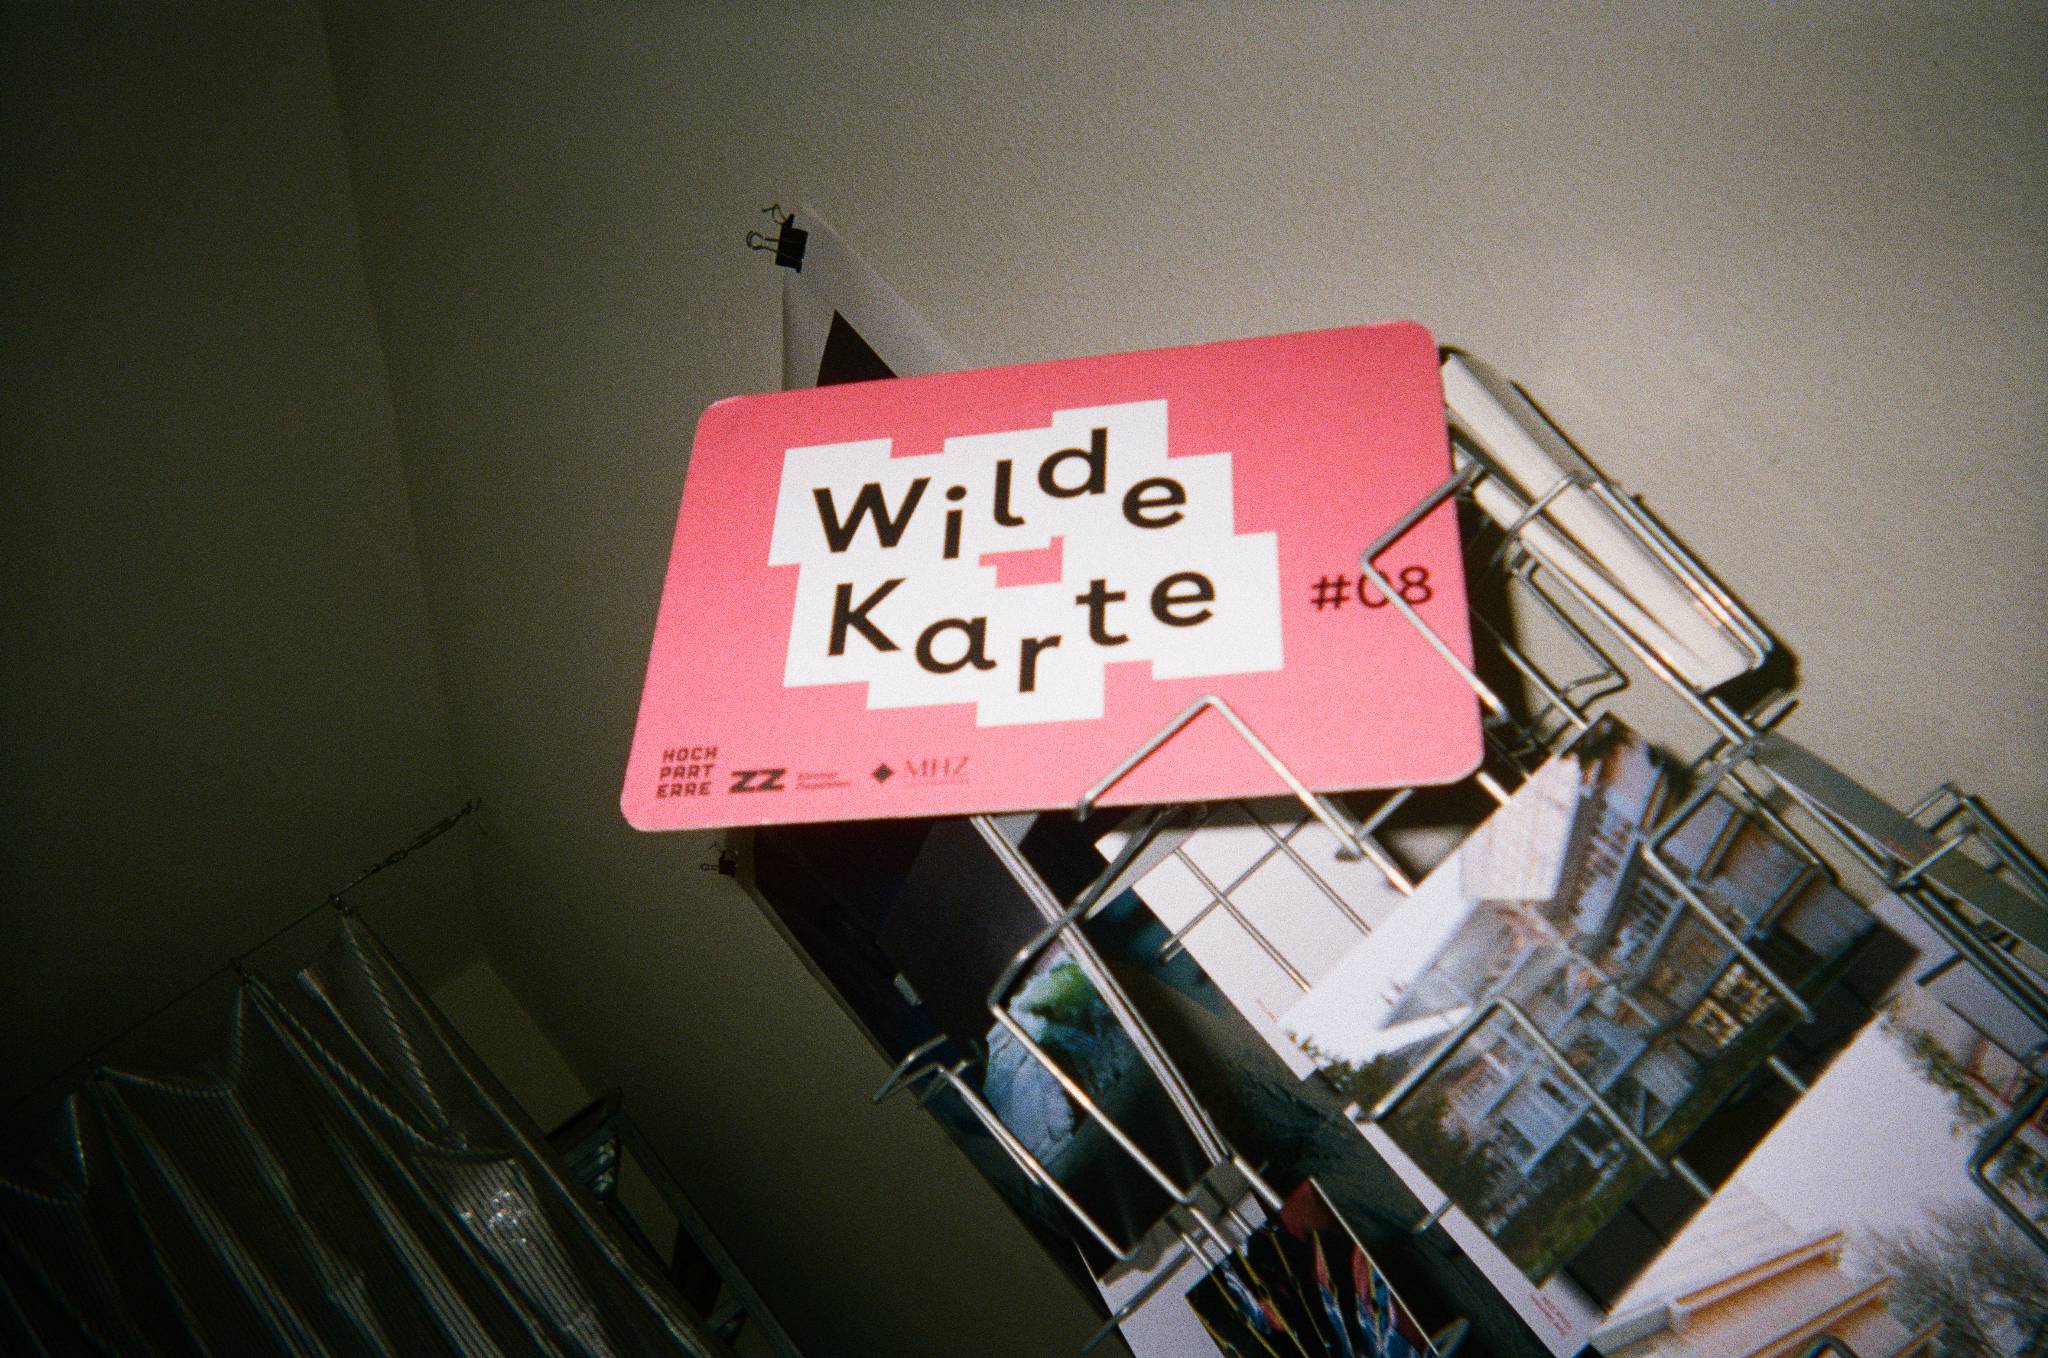 Wilde
Karte
#08
HOCH
PART
ERRE
ZZ
MHZ